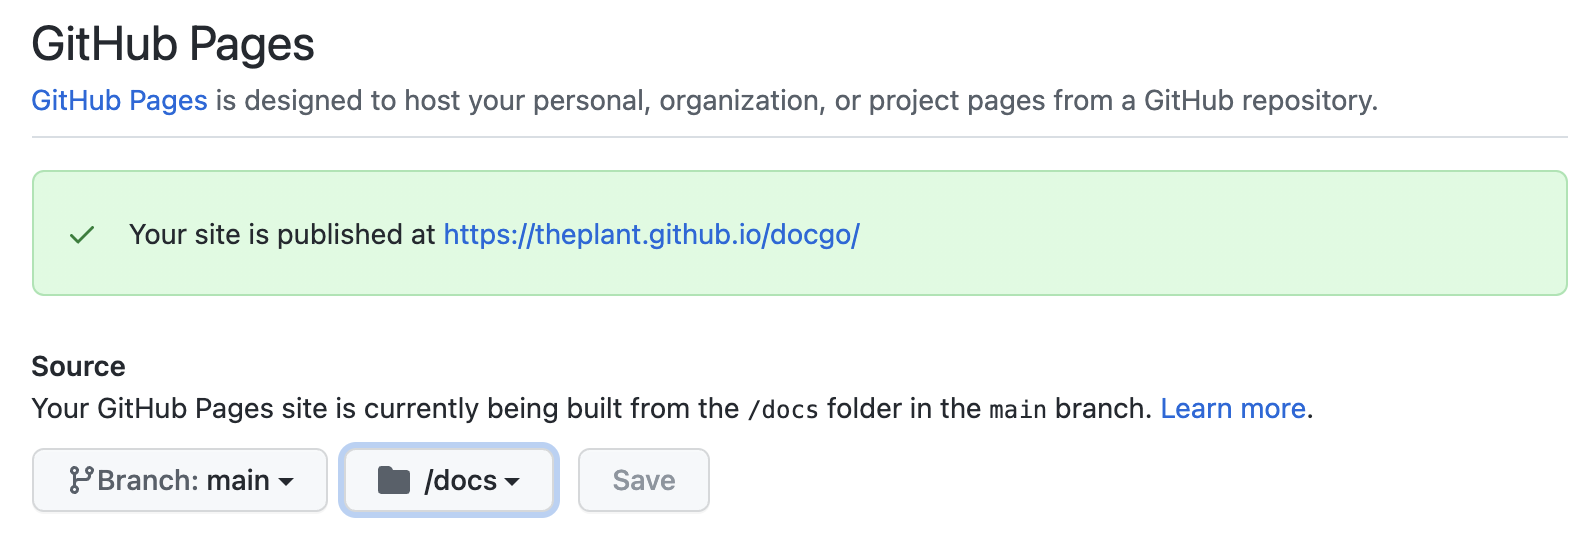 GitHub Pages
GitHub Pages is designed to host your personal, organization, or project pages from a GitHub repository.
Your site is published at https://theplant.github.io/docgo/
Source
Your GitHub Pages site is currently being built from the /docs folder in the main branch. Learn more.
Branch: main /docs Save